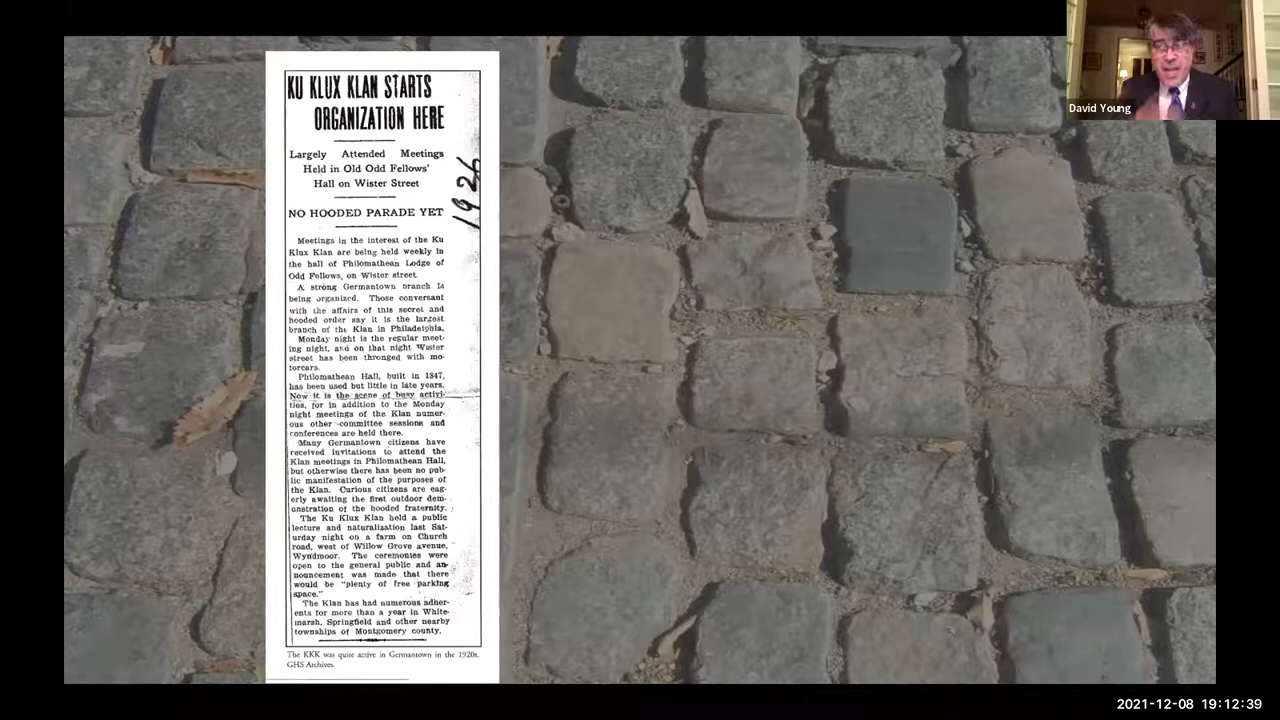 KU KLUX KLAN STARTS
ORGANIZATION HERE
Largely Attended Meetings
Held in Old Odd Fellows'
Hall on Wister Street
1926
NO HOODED PARADE YET
Meetings in the interest of the Ku
Klux Klan are being held weekly in
the hall of Philomathean Lodge of
Odd Fellows, on Wister street.
A strong Germantown branch is
being organized. Those conversant
with the affairs of this secret and
hooded order say it is the largest
branch of the Klan in Philadelphia.
Monday night is the regular meet-
ing night, and on that night Wister
street has been thronged with mo-
torcars.
Philomathean Hall, built in 1847,
has been used but little in late years.
Now it is the scene of busy activi-
ties, for in addition to the Monday
night meetings of the Klan numer-
ous other committee sessions and
conferences are held there.
Many Germantown citizens have
received invitations to attend the
Klan meetings in Philomathean Hall,
but otherwise there has been no pub-
lic manifestation of the purposes of
the Klan. Curious citizens are eag-
erly awaiting the first outdoor dem-
onstration of the hooded fraternity.
The Ku Klux Klan held a public
lecture and naturalization last Sat-
urday night on a farm on Church
road, west of Willow Grove avenue,
Wyndmoor. The ceremonies were
open to the general public and an-
nouncement was made that there
would be "plenty of free parking
space."
The Klan has had numerous adher-
ents for more than a year in White-
marsh, Springfield and other nearby
townships of Montgomery county.
The KKK was quite active in Germantown in the 1920s.
GHS Archives.
David Young
2021-12-08 19:12:39